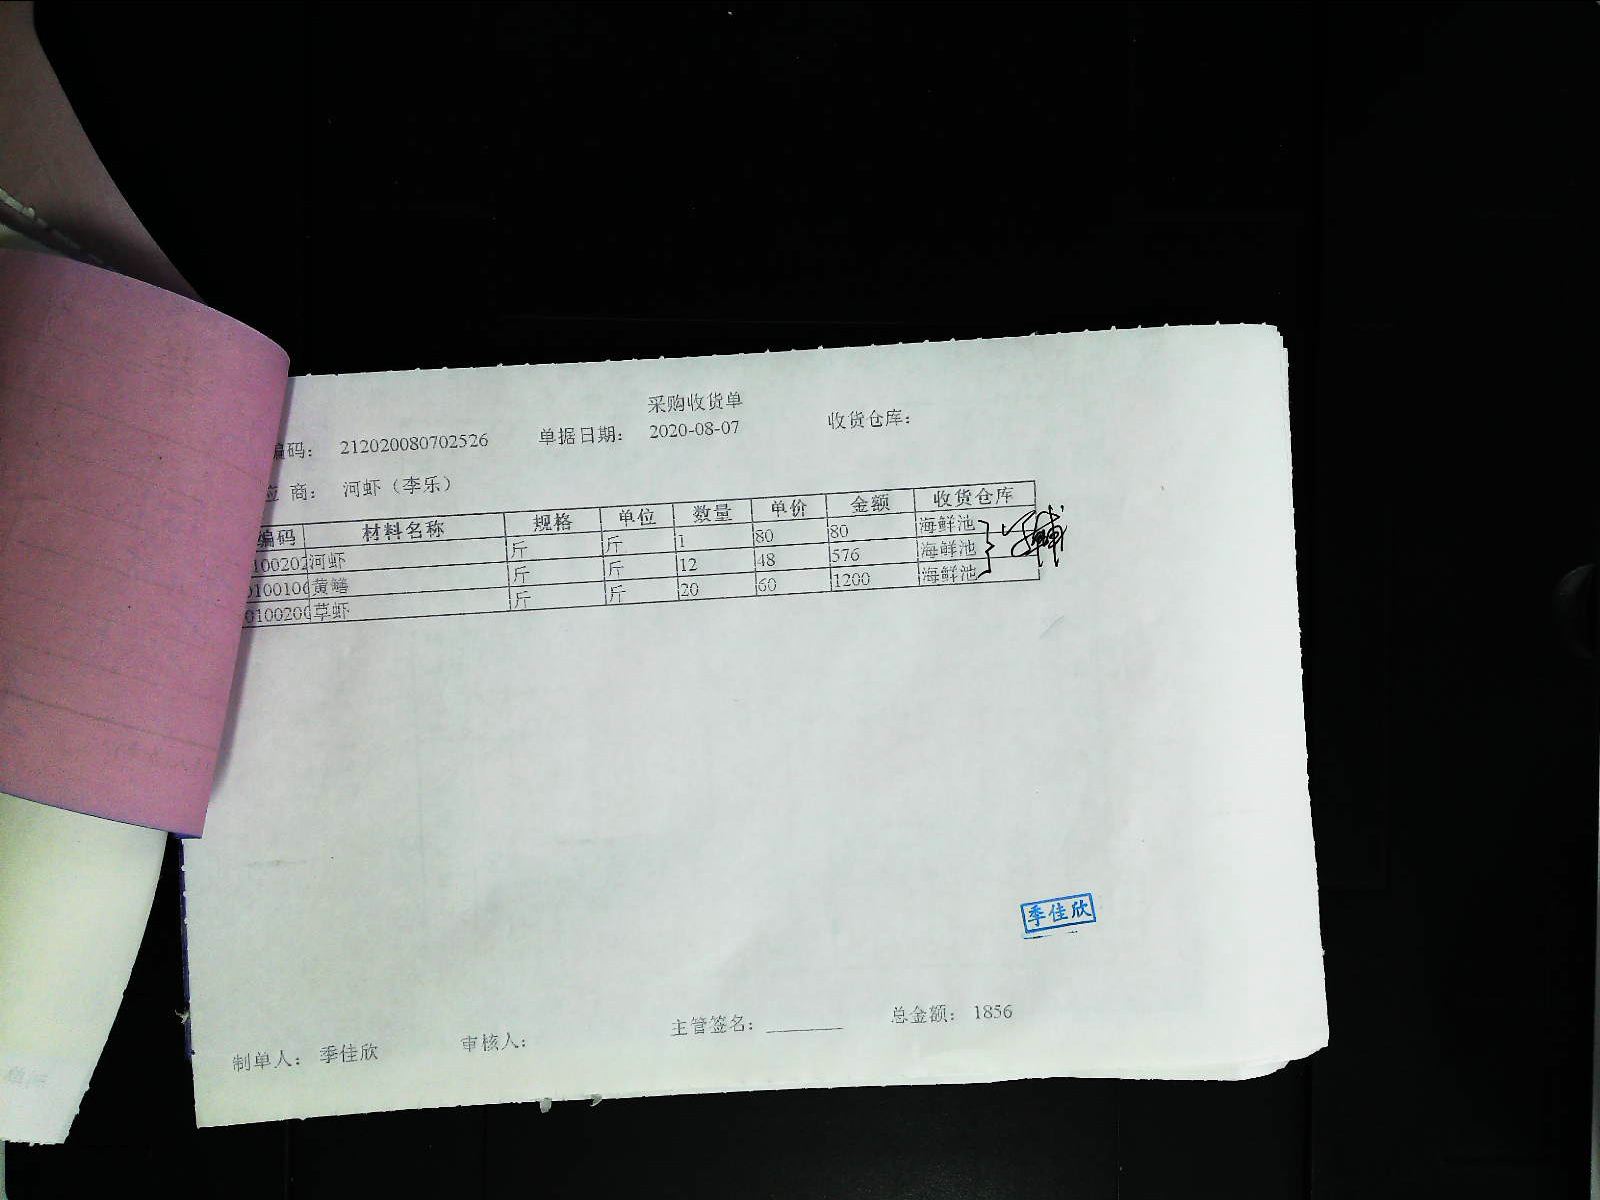 采购收货单
编码： 212020080702526 单据日期： 2020-08-07 收货仓库：
应 商： 河虾（李乐）
编码 材料名称 规格 单位 数量 单价 金额 收货仓库
100202 河虾 斤 斤 1 80 80 海鲜池
0100106 黄鳝 斤 斤 12 48 576 海鲜池
0100200 草虾 斤 斤 20 60 1200 海鲜池
季佳欣
制单人： 季佳欣 审核人： 主管签名： 总金额： 1856